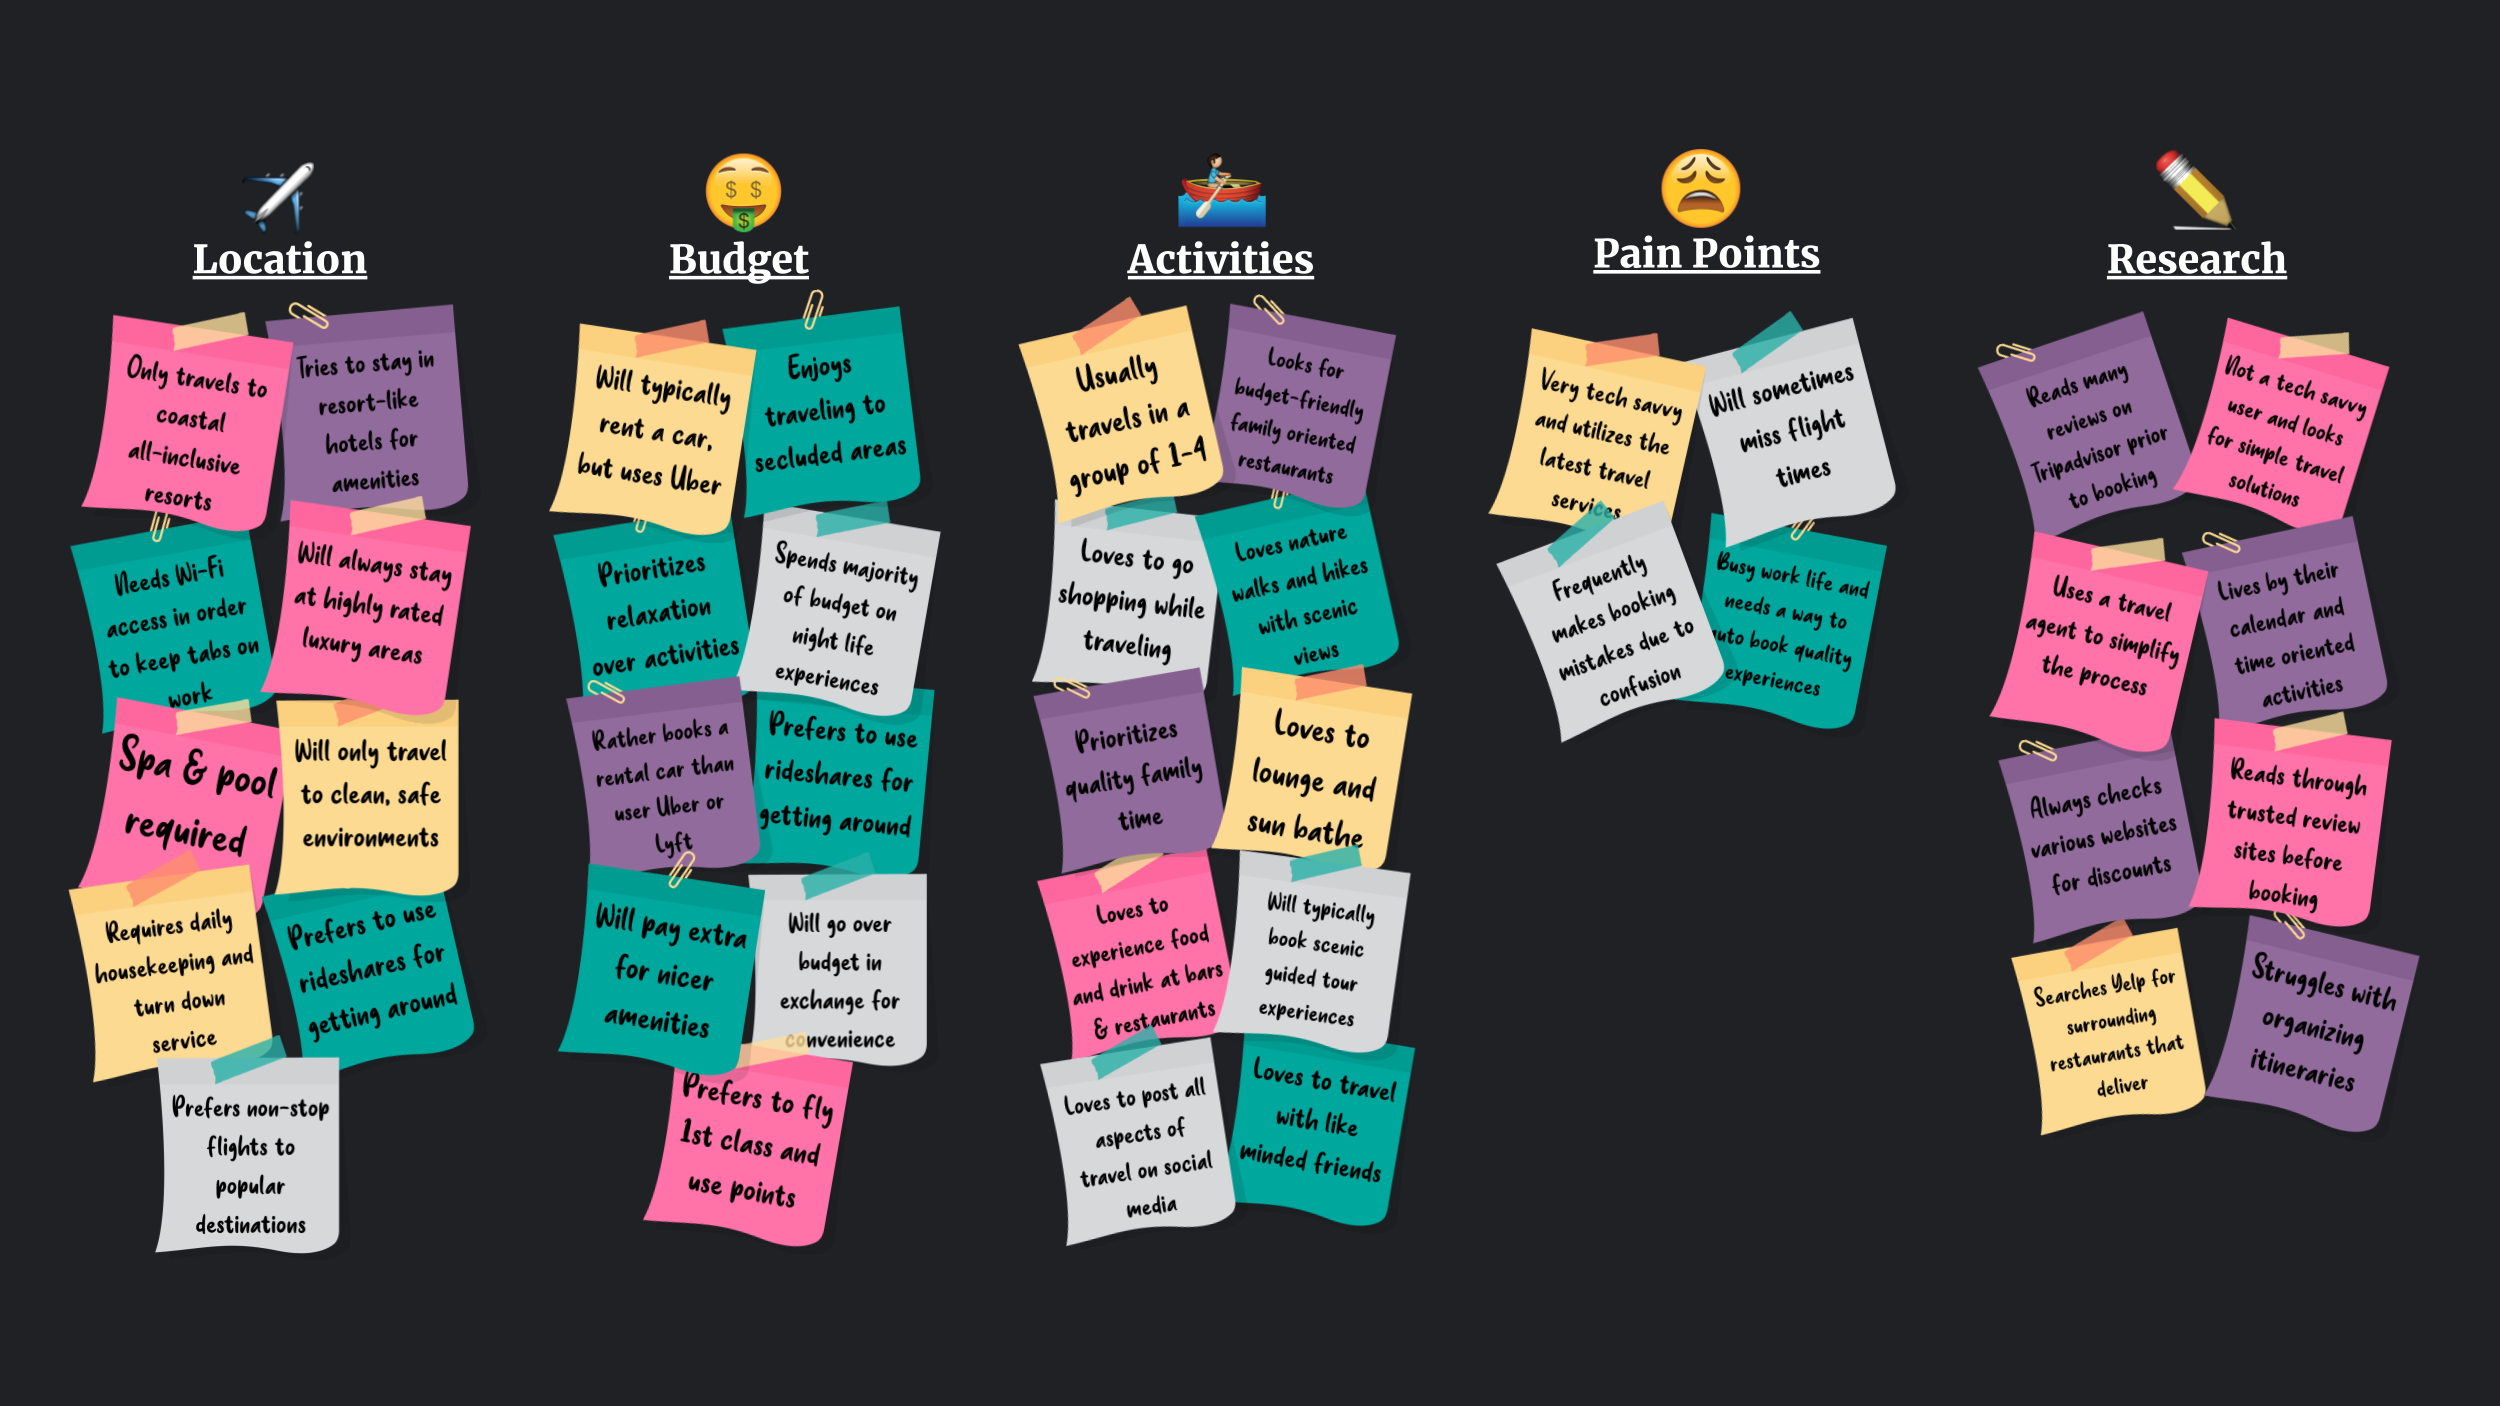 Location
Only travels to
coastal
all-inclusive
resorts
Tries to stay in
resort-like
hotels for
amenities
Needs Wi-Fi
access in order
to keep tabs on
work
Will always stay
at highly rated
luxury areas
Spa & pool
required
Will only travel
to clean, safe
environments
Requires daily
housekeeping and
turn down
service
Prefers to use
rideshares for
getting around
Prefers non-stop
flights to
popular
destinations
Budget
Will typically
rent a car,
but uses Uber
Enjoys
traveling to
secluded areas
Prioritizes
relaxation
over activities
Spends majority
of budget on
night life
experiences
Rather books a
rental car than
user Uber or
Lyft
Prefers to use
rideshares for
getting around
Will pay extra
for nicer
amenities
Will go over
budget in
exchange for
convenience
Prefers to fly
1st class and
use points
Activities
Usually
travels in a
group of 1-4
Looks for
budget-friendly
family oriented
restaurants
Loves to go
shopping while
traveling
Loves nature
walks and hikes
with scenic
views
Prioritizes
quality family
time
Loves to
lounge and
sun bathe
Loves to
experience food
and drink at bars
& restaurants
Will typically
book scenic
guided tour
experiences
Loves to post all
aspects of
travel on social
media
Loves to travel
with like
minded friends
Pain Points
Very tech savvy
and utilizes the
latest travel
services
Will sometimes
miss flight
times
Frequently
makes booking
mistakes due to
confusion
Busy work life and
needs a way to
auto book quality
experiences
Research
Reads many
reviews on
Tripadvisor prior
to booking
Not a tech savvy
user and looks
for simple travel
solutions
Uses a travel
agent to simplify
the process
Lives by their
calendar and
time oriented
activities
Always checks
various websites
for discounts
Reads through
trusted review
sites before
booking
Searches Yelp for
surrounding
restaurants that
deliver
Struggles with
organizing
itineraries